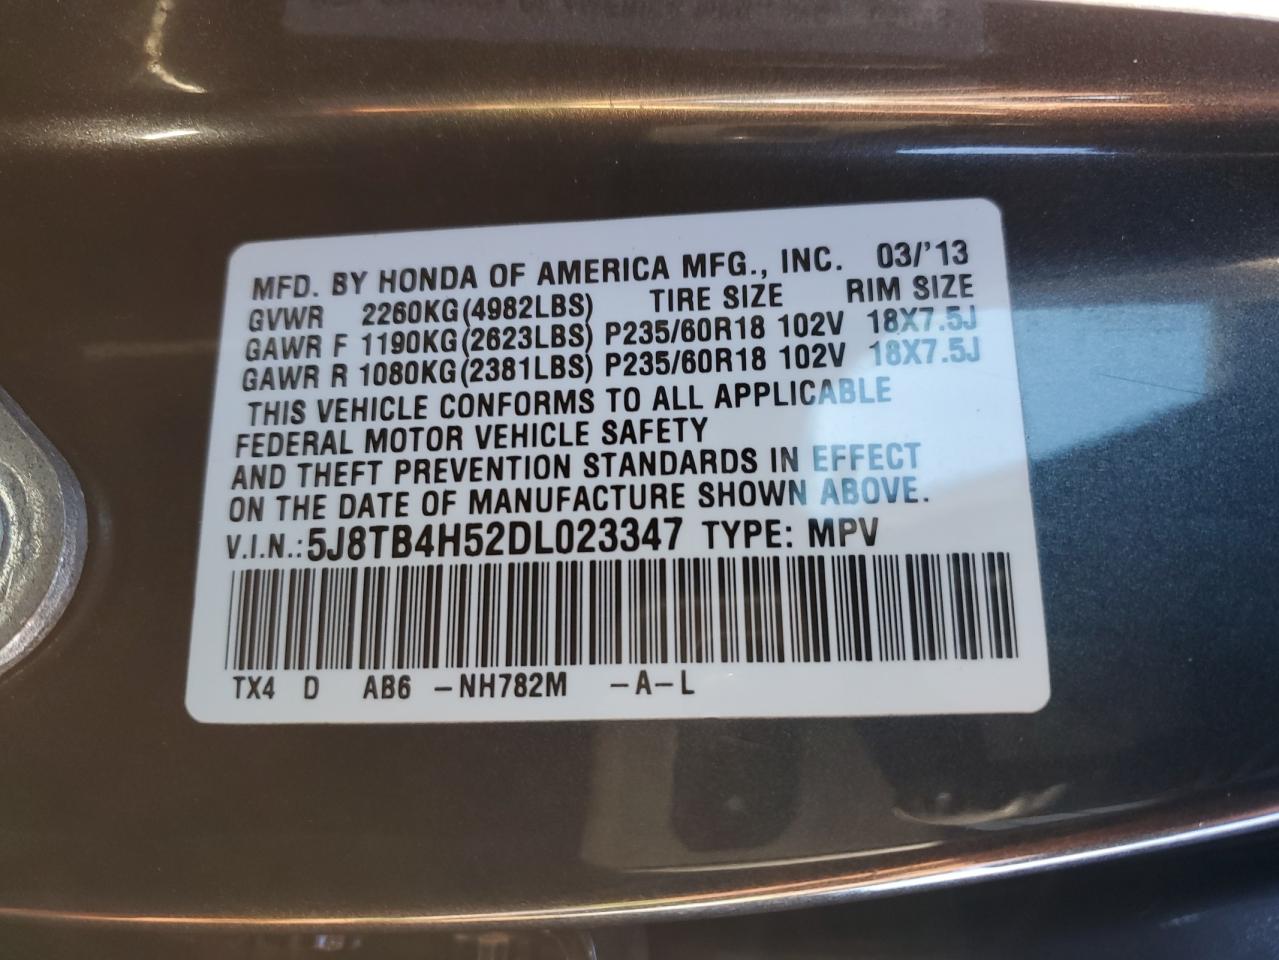 MFD. BY HONDA OF AMERICA MFG., INC. 03/'13
GVWR 2260KG(4982LBS) TIRE SIZE RIM SIZE
GAWR F 1190KG(2623LBS) P235/60R18 102V 18X7.5J
GAWR R 1080KG(2381LBS) P235/60R18 102V 18X7.5J
THIS VEHICLE CONFORMS TO ALL APPLICABLE
FEDERAL MOTOR VEHICLE SAFETY
AND THEFT PREVENTION STANDARDS IN EFFECT
ON THE DATE OF MANUFACTURE SHOWN ABOVE.
V.I.N.:5J8TB4H52DL023347 TYPE: MPV
TX4 D AB6 -NH782M -A-L